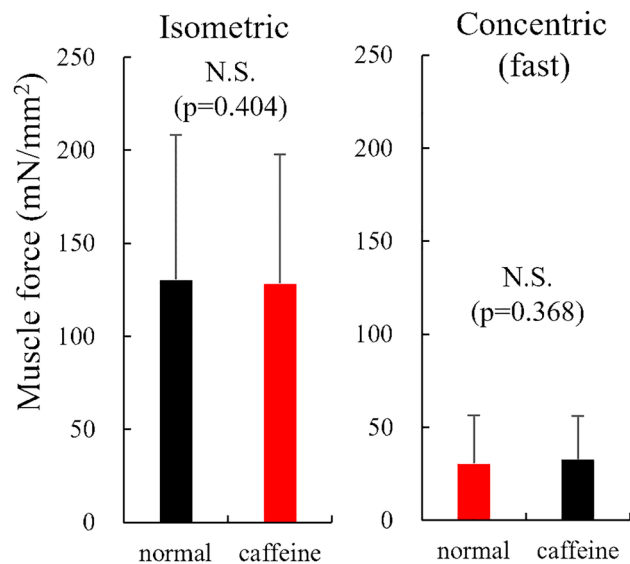 Isometric
Muscle force (mN/mm²)
250
200
150
100
50
0
N.S.
(p=0.404)
normal
caffeine
Concentric
(fast)
250
200
150
100
50
0
N.S.
(p=0.368)
normal
caffeine